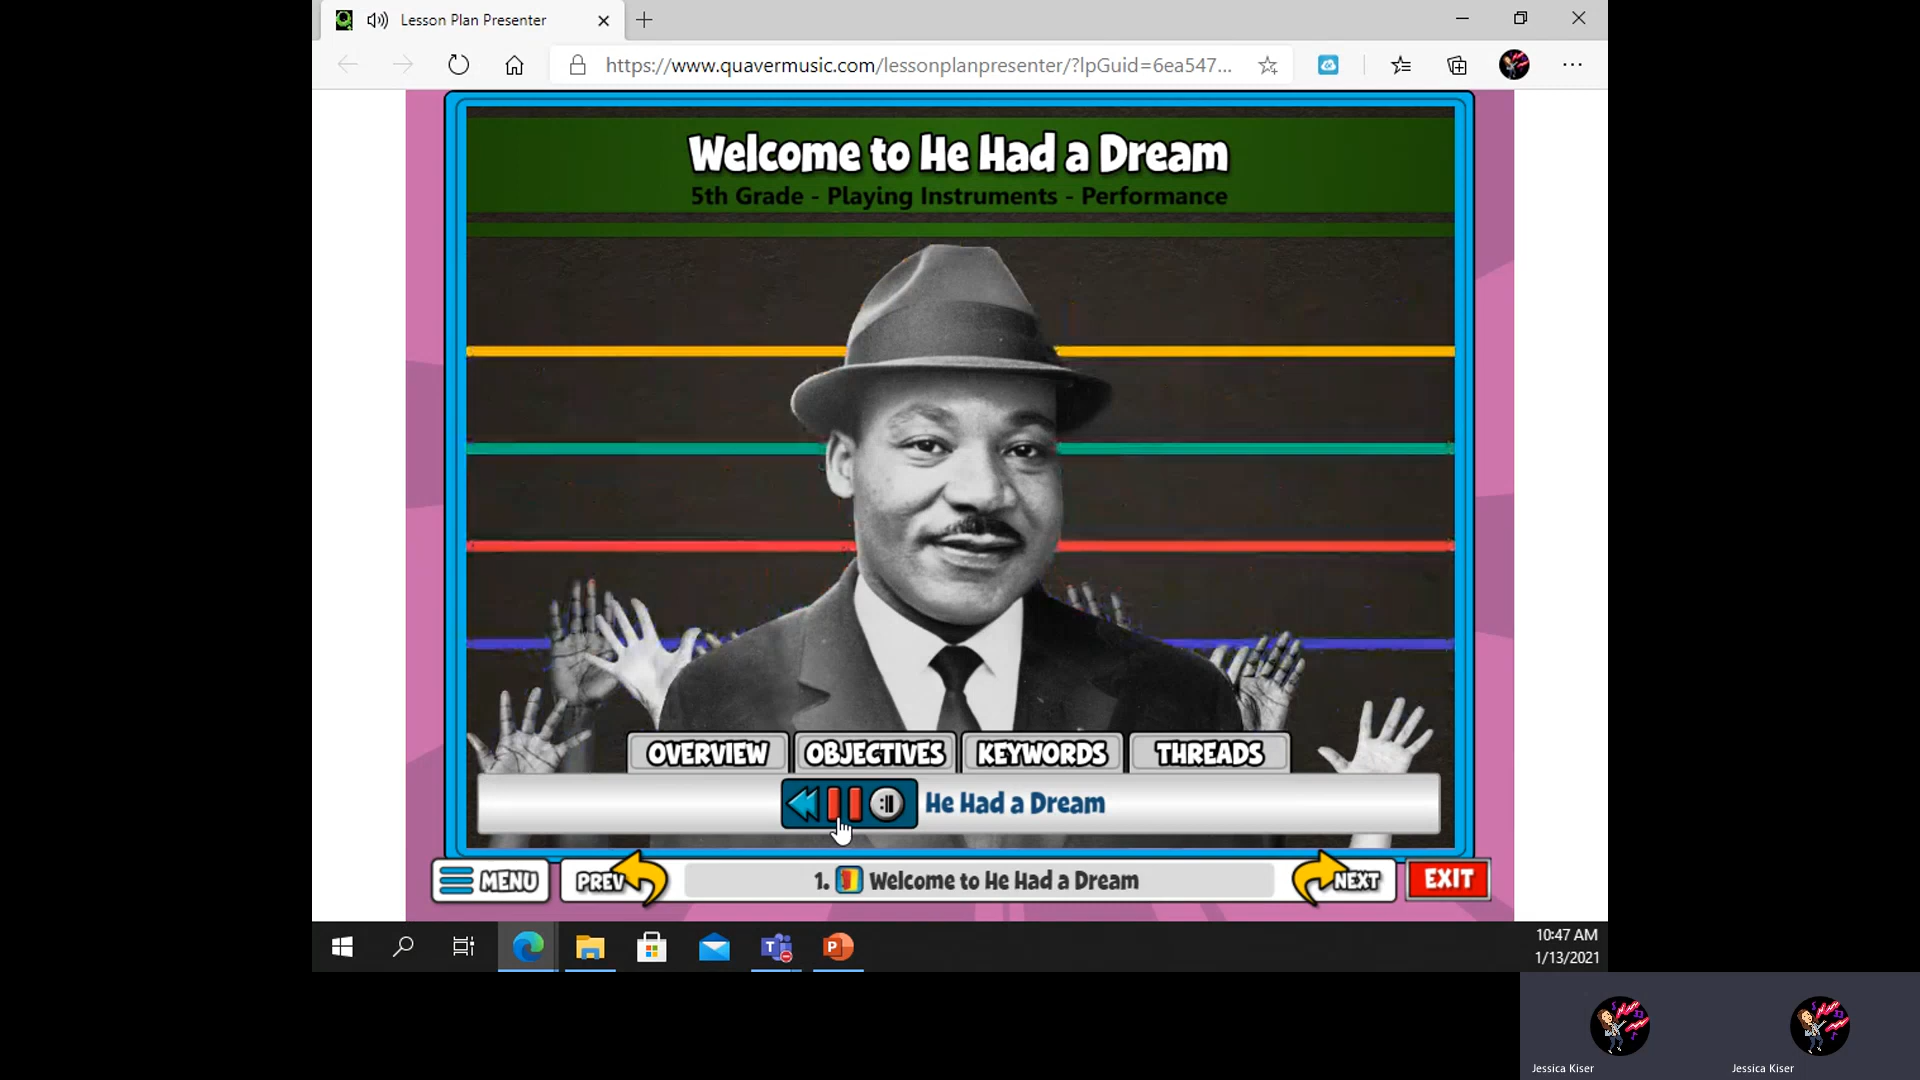 Lesson Plan Presenter
https://www.quavermusic.com/lessonplanpresenter/?lpGuid=6ea547...
Welcome to He Had a Dream
5th Grade - Playing Instruments - Performance
OVERVIEW OBJECTIVES KEYWORDS THREADS
He Had a Dream
MENU PREV 1. Welcome to He Had a Dream NEXT EXIT
10:47 AM
1/13/2021
Jessica Kiser Jessica Kiser